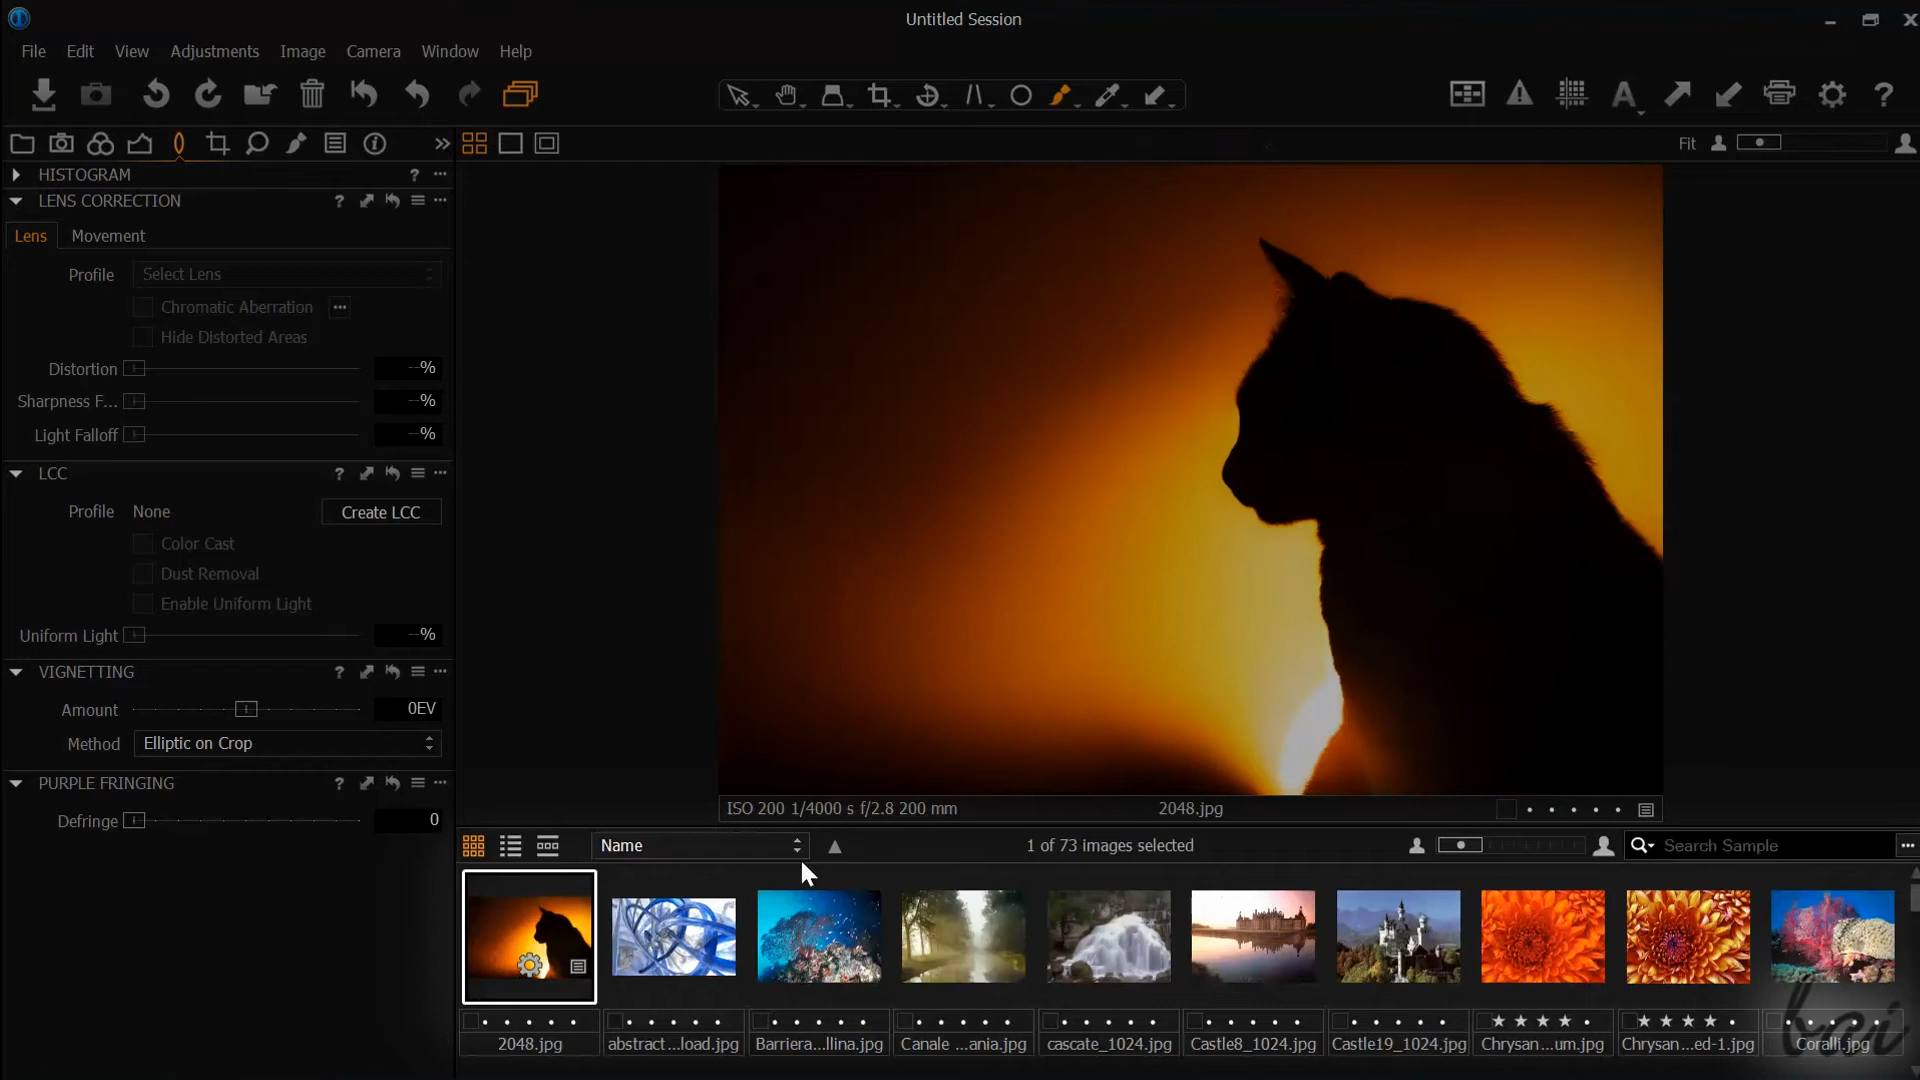 Untitled Session
File Edit View Adjustments Image Camera Window Help
A ?
Fit
HISTOGRAM ?
LENS CORRECTION ?
Lens Movement
Profile Select Lens
Chromatic Aberration
Hide Distorted Areas
Distortion --%
Sharpness F... --%
Light Falloff --%
LCC ?
Profile None Create LCC
Color Cast
Dust Removal
Enable Uniform Light
Uniform Light --%
VIGNETTING ?
Amount 0EV
Method Elliptic on Crop
PURPLE FRINGING ?
Defringe 0
ISO 200 1/4000 s f/2.8 200 mm 2048.jpg
Name 1 of 73 images selected Search Sample
2048.jpg abstract ...load.jpg Barriera...llina.jpg Canale ...ania.jpg cascate_1024.jpg Castle8_1024.jpg Castle19_1024.jpg Chrysan ...um.jpg Chrysan ...ed-1.jpg Coralli.jpg